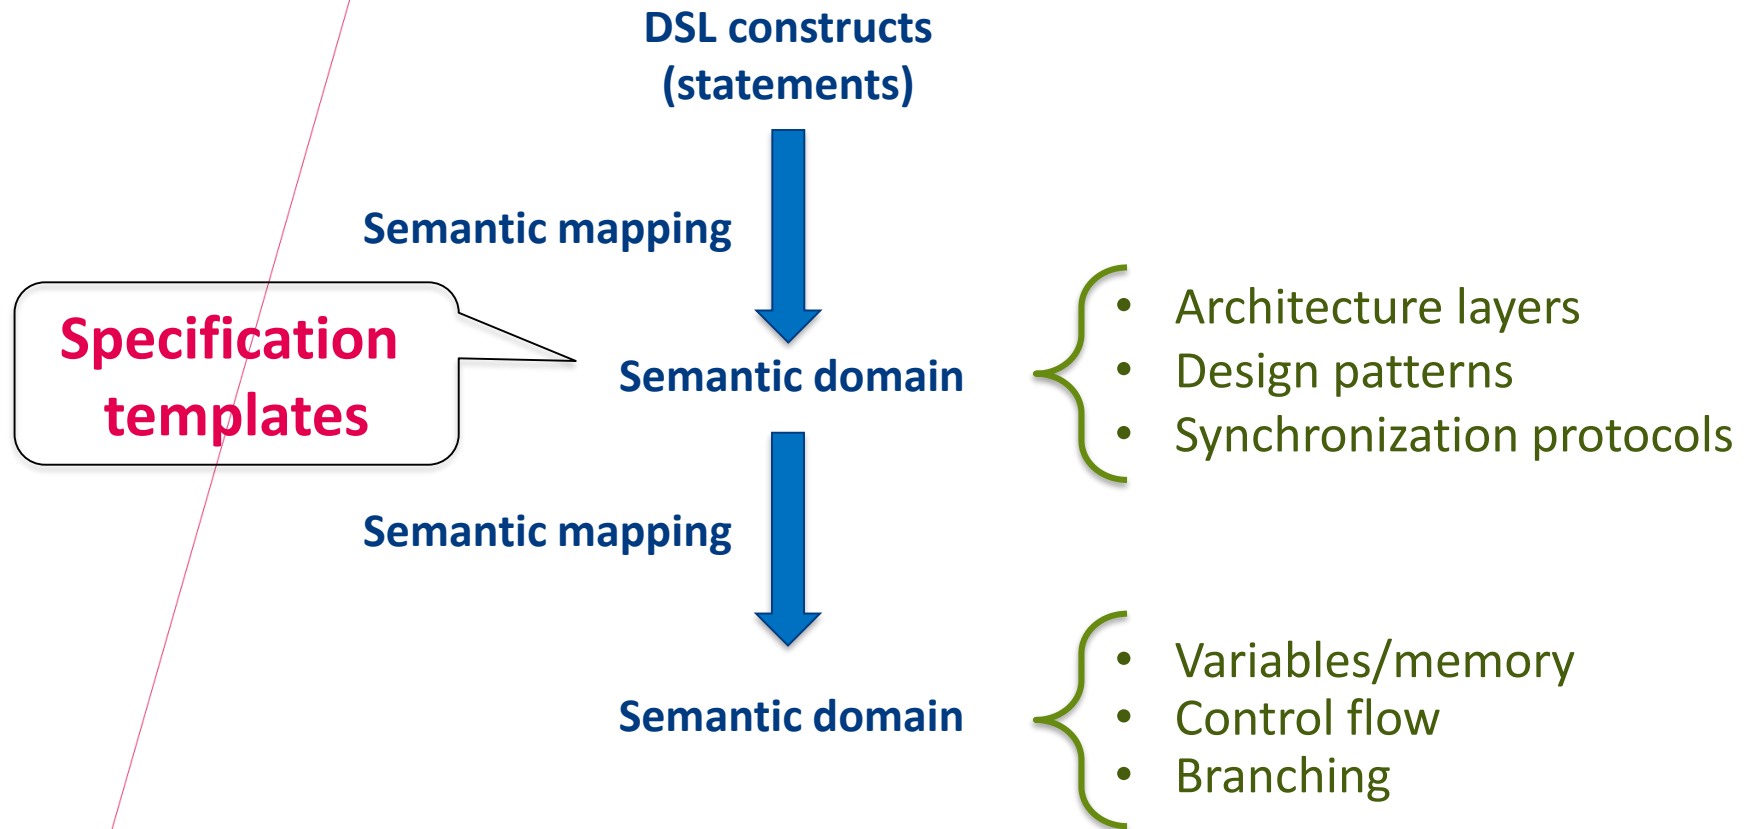 DSL constructs
(statements)
Semantic mapping
Specification
templates
Semantic domain
• Architecture layers
• Design patterns
• Synchronization protocols
Semantic mapping
Semantic domain
• Variables/memory
• Control flow
• Branching